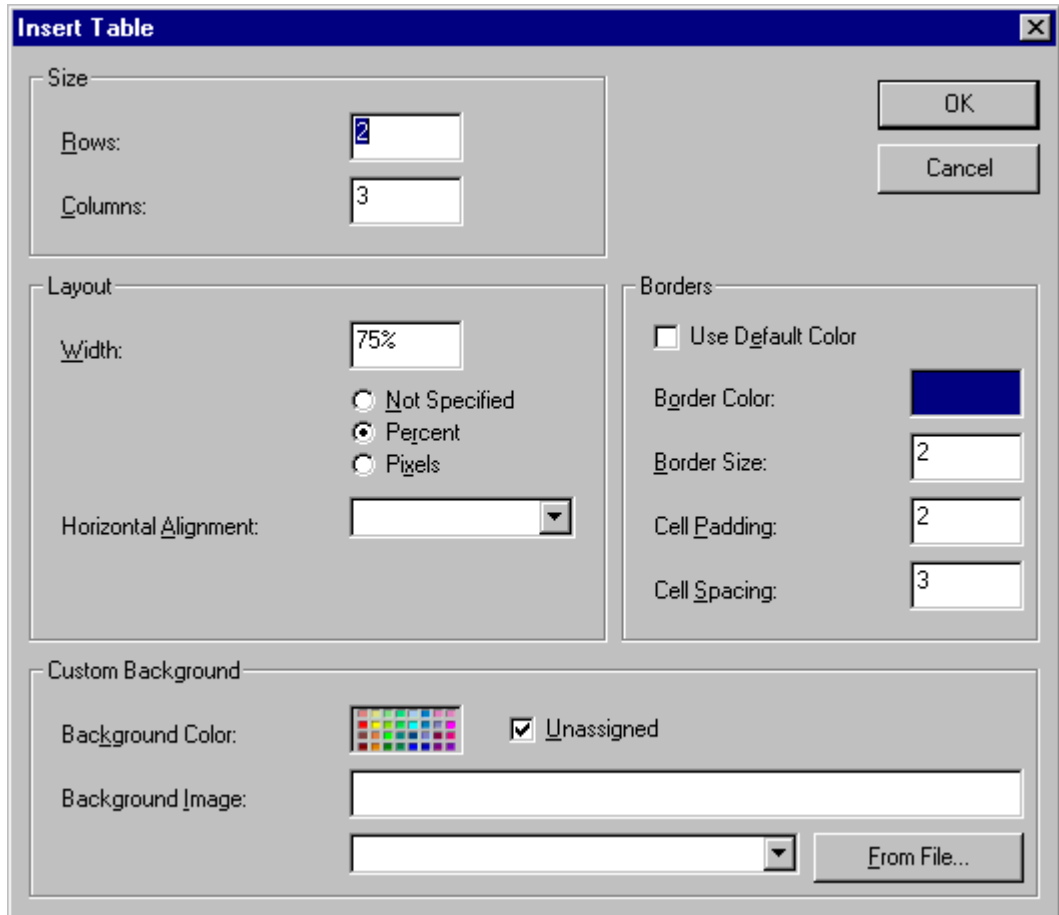 Insert Table
Size
Rows: 2
Columns: 3
OK
Cancel
Layout
Width: 75%
Not Specified
Percent
Pixels
Horizontal Alignment:
Borders
Use Default Color
Border Color:
Border Size: 2
Cell Padding: 2
Cell Spacing: 3
Custom Background
Background Color: Unassigned
Background Image:
From File...